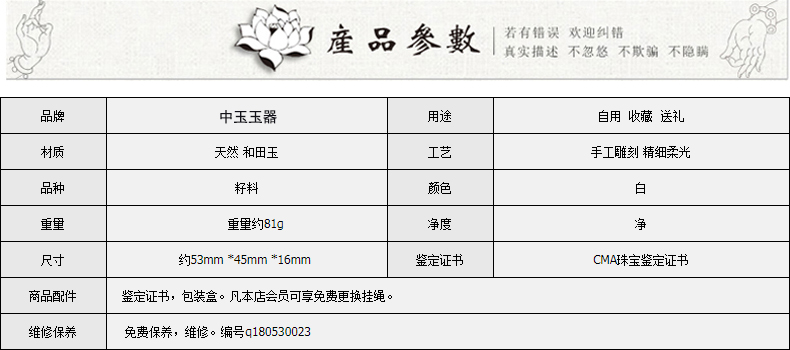 產品參數
若有错误 欢迎纠错
真实描述 不忽悠 不欺骗 不隐瞒
品牌 中玉玉器 用途 自用 收藏 送礼
材质 天然 和田玉 工艺 手工雕刻 精细柔光
品种 籽料 颜色 白
重量 重量约81g 净度 净
尺寸 约53mm *45mm *16mm 鉴定证书 CMA珠宝鉴定证书
商品配件 鉴定证书，包装盒。凡本店会员可享免费更换挂绳。
维修保养 免费保养，维修。编号q180530023